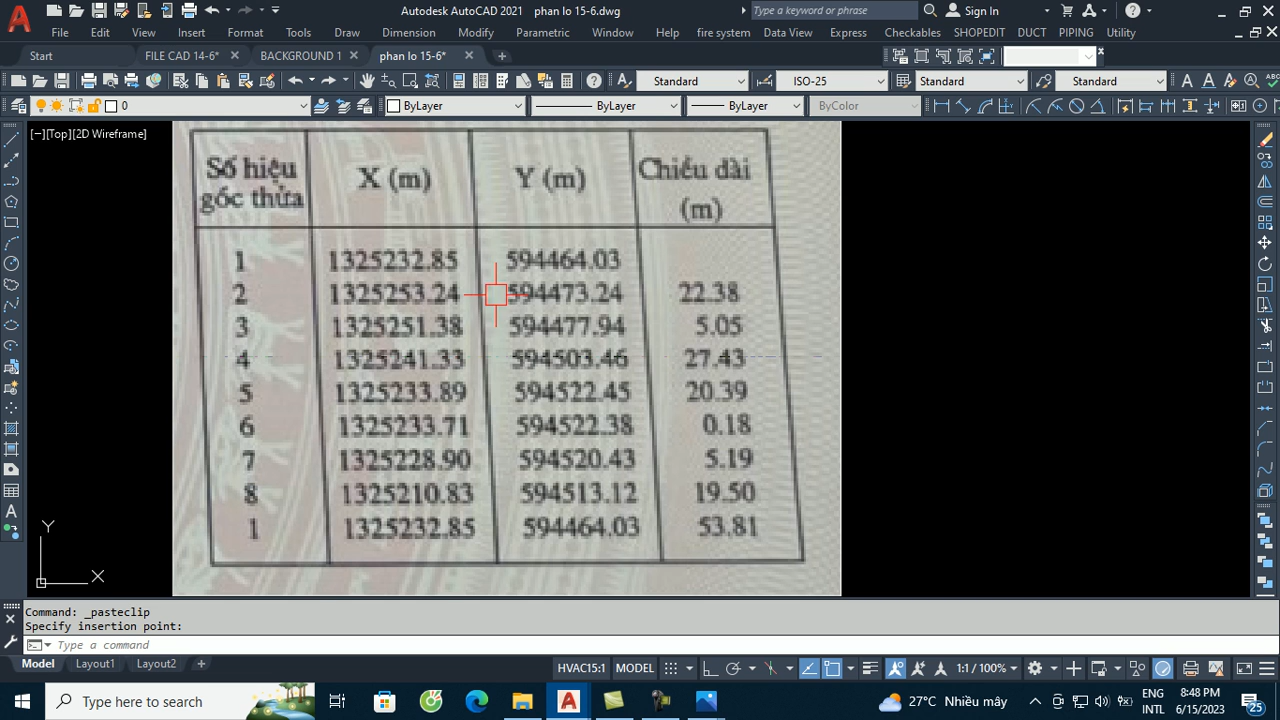 Autodesk AutoCAD 2021 phan lo 15-6.dwg Type a keyword or phrase Sign In
File Edit View Insert Format Tools Draw Dimension Modify Parametric Window Help fire system Data View Express Checkables SHOPEDIT DUCT PIPING Utility
Start FILE CAD 14-6* BACKGROUND 1 phan lo 15-6*
Standard ISO-25 Standard Standard
0 ByLayer ByLayer ByLayer ByColor
[−][Top][2D Wireframe]
Số hiệu góc thửa X (m) Y (m) Chiều dài (m)
1 1325232.85 594464.03
2 1325253.24 594473.24 22.38
3 1325251.38 594477.94 5.05
4 1325241.33 594503.46 27.43
5 1325233.89 594522.45 20.39
6 1325233.71 594522.38 0.18
7 1325228.90 594520.43 5.19
8 1325210.83 594513.12 19.50
1 1325232.85 594464.03 53.81
Y
X
Command: _pasteclip
Specify insertion point:
Type a command
Model Layout1 Layout2 HVAC15:1 MODEL 1:1 / 100%
Type here to search 27°C Nhiều mây ENG INTL 8:48 PM 6/15/2023 25